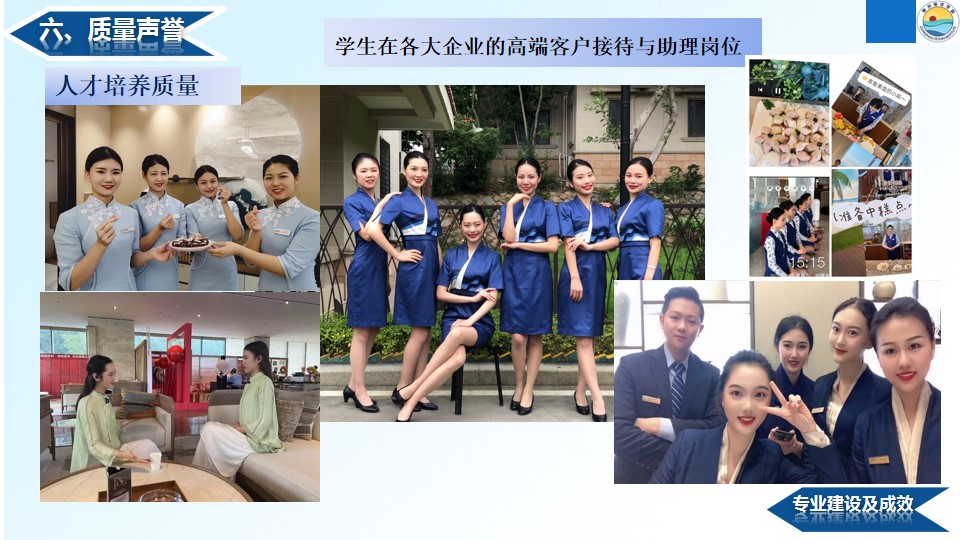 六、质量声誉
学生在各大企业的高端客户接待与助理岗位
人才培养质量
准备中糕点~
15:15
专业建设及成效